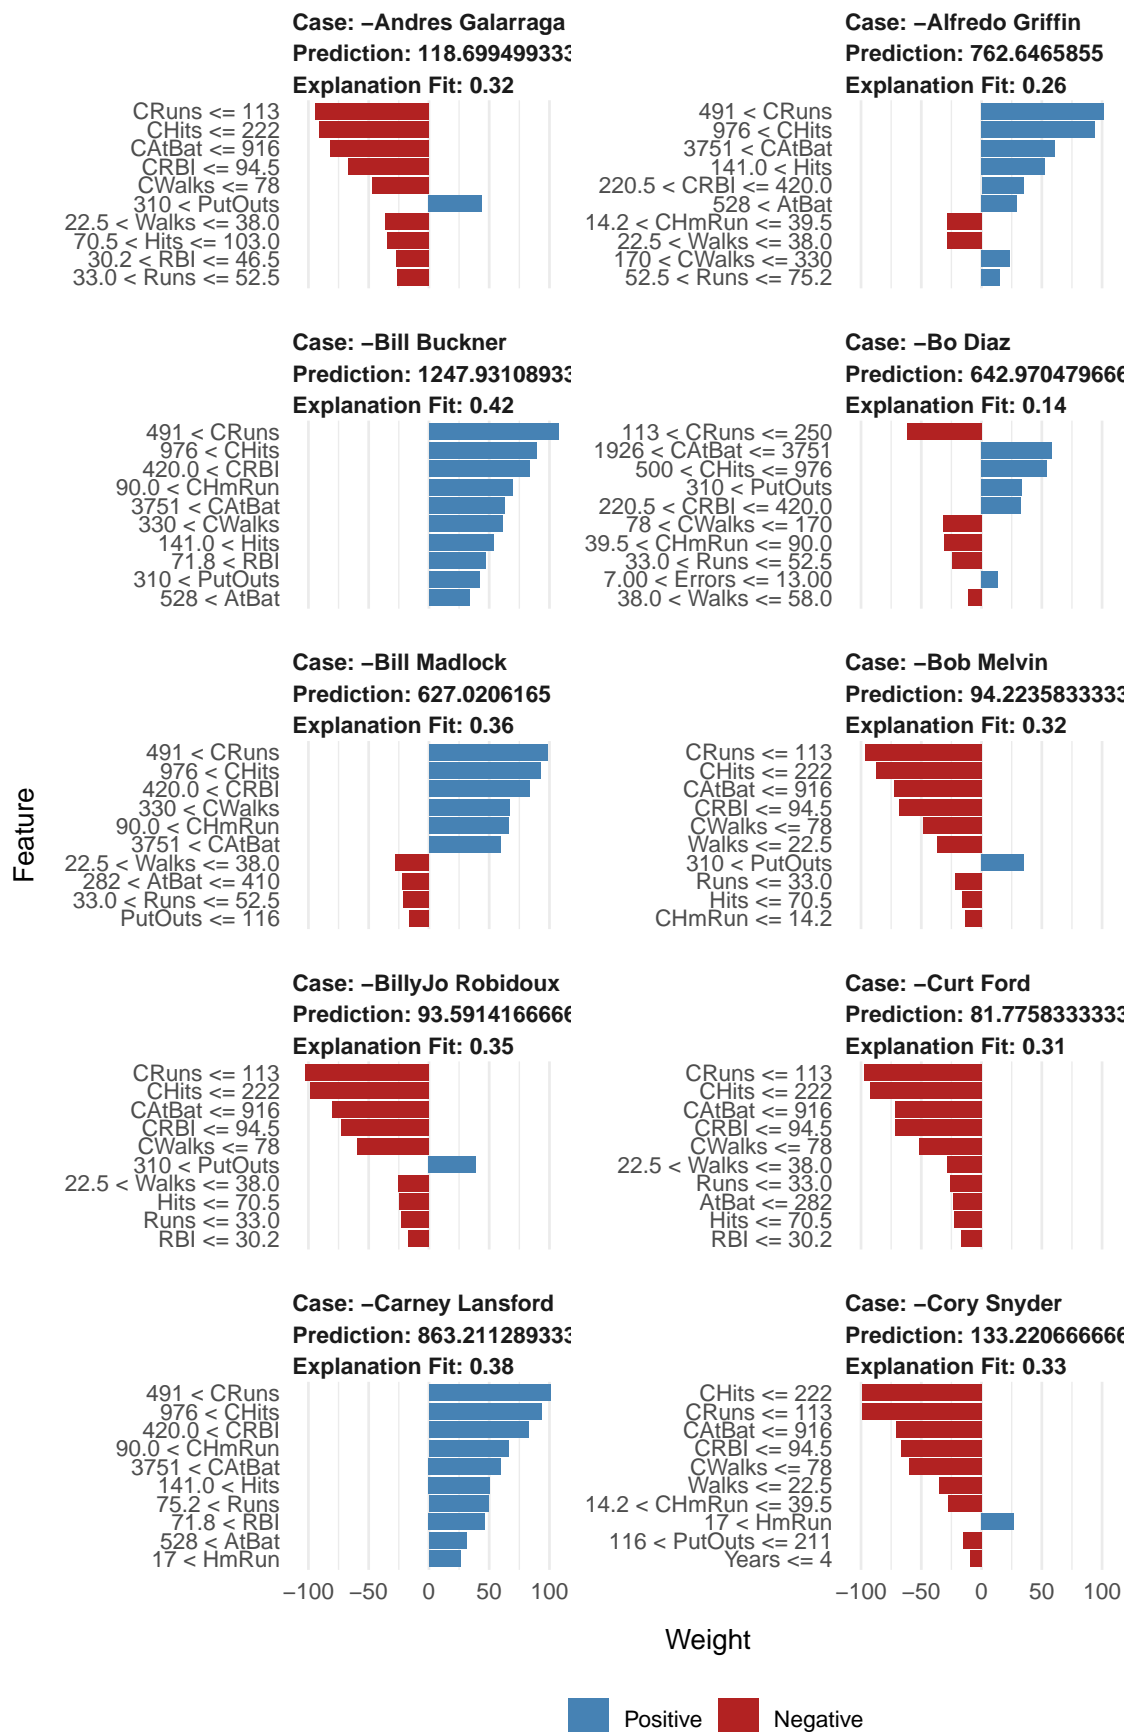 Case: −Andres Galarraga
Prediction: 118.699499333
Explanation Fit: 0.32
CRuns <= 113
CHits <= 222
CAtBat <= 916
CRBI <= 94.5
CWalks <= 78
310 < PutOuts
22.5 < Walks <= 38.0
70.5 < Hits <= 103.0
30.2 < RBI <= 46.5
33.0 < Runs <= 52.5
Case: −Alfredo Griffin
Prediction: 762.6465855
Explanation Fit: 0.26
491 < CRuns
976 < CHits
3751 < CAtBat
141.0 < Hits
220.5 < CRBI <= 420.0
528 < AtBat
14.2 < CHmRun <= 39.5
22.5 < Walks <= 38.0
170 < CWalks <= 330
52.5 < Runs <= 75.2
Case: −Bill Buckner
Prediction: 1247.93108933
Explanation Fit: 0.42
491 < CRuns
976 < CHits
420.0 < CRBI
90.0 < CHmRun
3751 < CAtBat
330 < CWalks
141.0 < Hits
71.8 < RBI
310 < PutOuts
528 < AtBat
Case: −Bo Diaz
Prediction: 642.970479666
Explanation Fit: 0.14
113 < CRuns <= 250
1926 < CAtBat <= 3751
500 < CHits <= 976
310 < PutOuts
220.5 < CRBI <= 420.0
78 < CWalks <= 170
39.5 < CHmRun <= 90.0
33.0 < Runs <= 52.5
7.00 < Errors <= 13.00
38.0 < Walks <= 58.0
Case: −Bill Madlock
Prediction: 627.0206165
Explanation Fit: 0.36
491 < CRuns
976 < CHits
420.0 < CRBI
330 < CWalks
90.0 < CHmRun
3751 < CAtBat
22.5 < Walks <= 38.0
282 < AtBat <= 410
33.0 < Runs <= 52.5
PutOuts <= 116
Case: −Bob Melvin
Prediction: 94.2235833333
Explanation Fit: 0.32
CRuns <= 113
CHits <= 222
CAtBat <= 916
CRBI <= 94.5
CWalks <= 78
Walks <= 22.5
310 < PutOuts
Runs <= 33.0
Hits <= 70.5
CHmRun <= 14.2
Case: −BillyJo Robidoux
Prediction: 93.5914166666
Explanation Fit: 0.35
CRuns <= 113
CHits <= 222
CAtBat <= 916
CRBI <= 94.5
CWalks <= 78
310 < PutOuts
22.5 < Walks <= 38.0
Hits <= 70.5
Runs <= 33.0
RBI <= 30.2
Case: −Curt Ford
Prediction: 81.7758333333
Explanation Fit: 0.31
CRuns <= 113
CHits <= 222
CAtBat <= 916
CRBI <= 94.5
CWalks <= 78
22.5 < Walks <= 38.0
Runs <= 33.0
AtBat <= 282
Hits <= 70.5
RBI <= 30.2
Case: −Carney Lansford
Prediction: 863.211289333
Explanation Fit: 0.38
491 < CRuns
976 < CHits
420.0 < CRBI
90.0 < CHmRun
3751 < CAtBat
141.0 < Hits
75.2 < Runs
71.8 < RBI
528 < AtBat
17 < HmRun
−100 −50 0 50 100
Case: −Cory Snyder
Prediction: 133.220666666
Explanation Fit: 0.33
CHits <= 222
CRuns <= 113
CAtBat <= 916
CRBI <= 94.5
CWalks <= 78
Walks <= 22.5
14.2 < CHmRun <= 39.5
17 < HmRun
116 < PutOuts <= 211
Years <= 4
−100 −50 0 50 100
Feature
Weight
Positive Negative